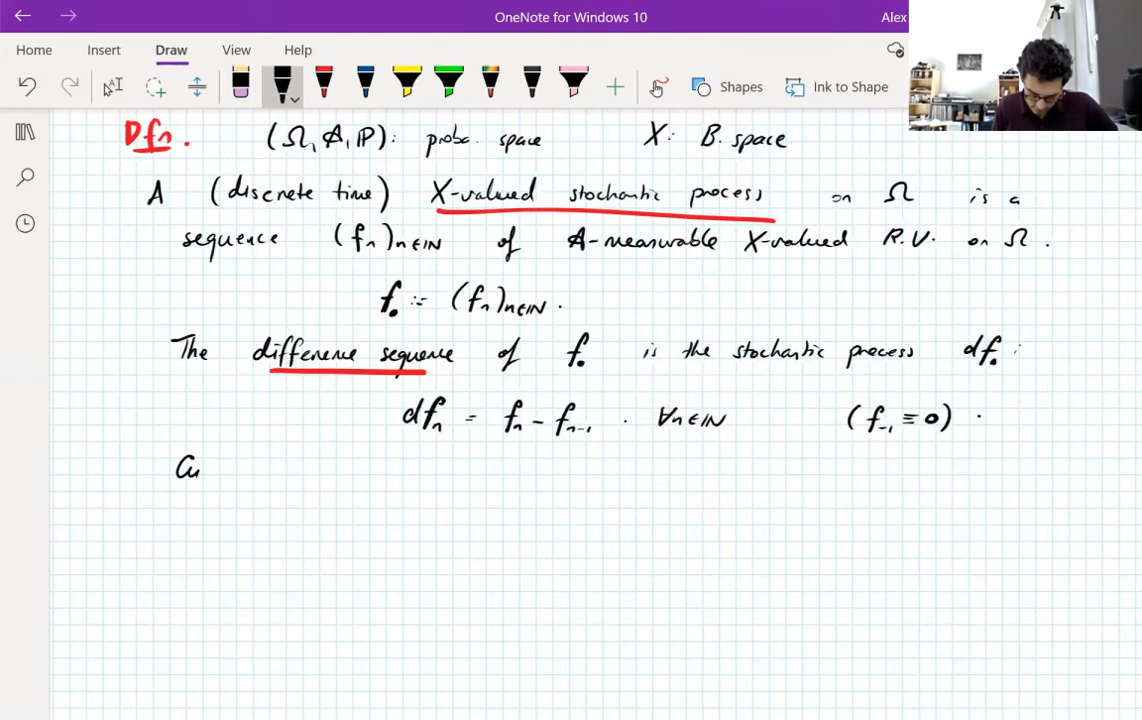 OneNote for Windows 10
Alex
Home Insert Draw View Help
Shapes Ink to Shape
Dfn. (Ω, A, P): proba. space X: B. space
A (discrete time) X-valued stochastic process on Ω is a
sequence (fₙ)ₙ∈ℕ of A-measurable X-valued R.V. on Ω.
f• := (fₙ)ₙ∈ℕ.
The difference sequence of f• is the stochastic process df• :
dfₙ = fₙ - fₙ₋₁ . ∀n∈ℕ (f₋₁ ≡ 0) .